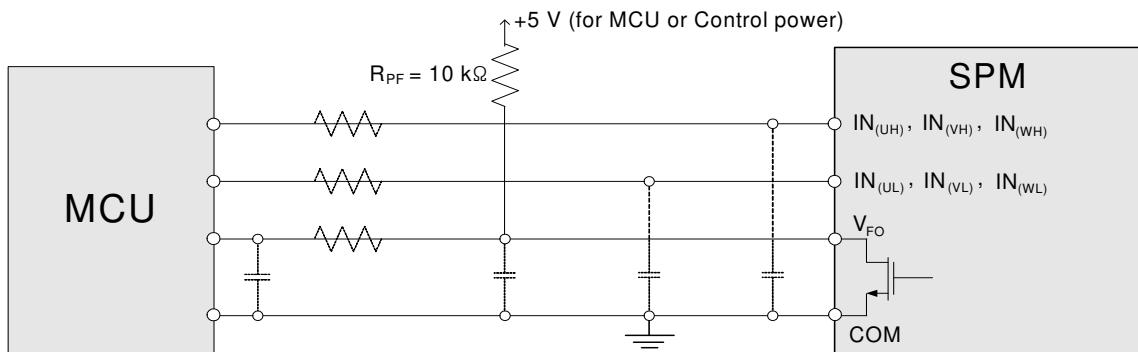 +5 V (for MCU or Control power)
R_PF = 10 kΩ
SPM
MCU
IN_(UH), IN_(VH), IN_(WH)
IN_(UL), IN_(VL), IN_(WL)
V_FO
COM